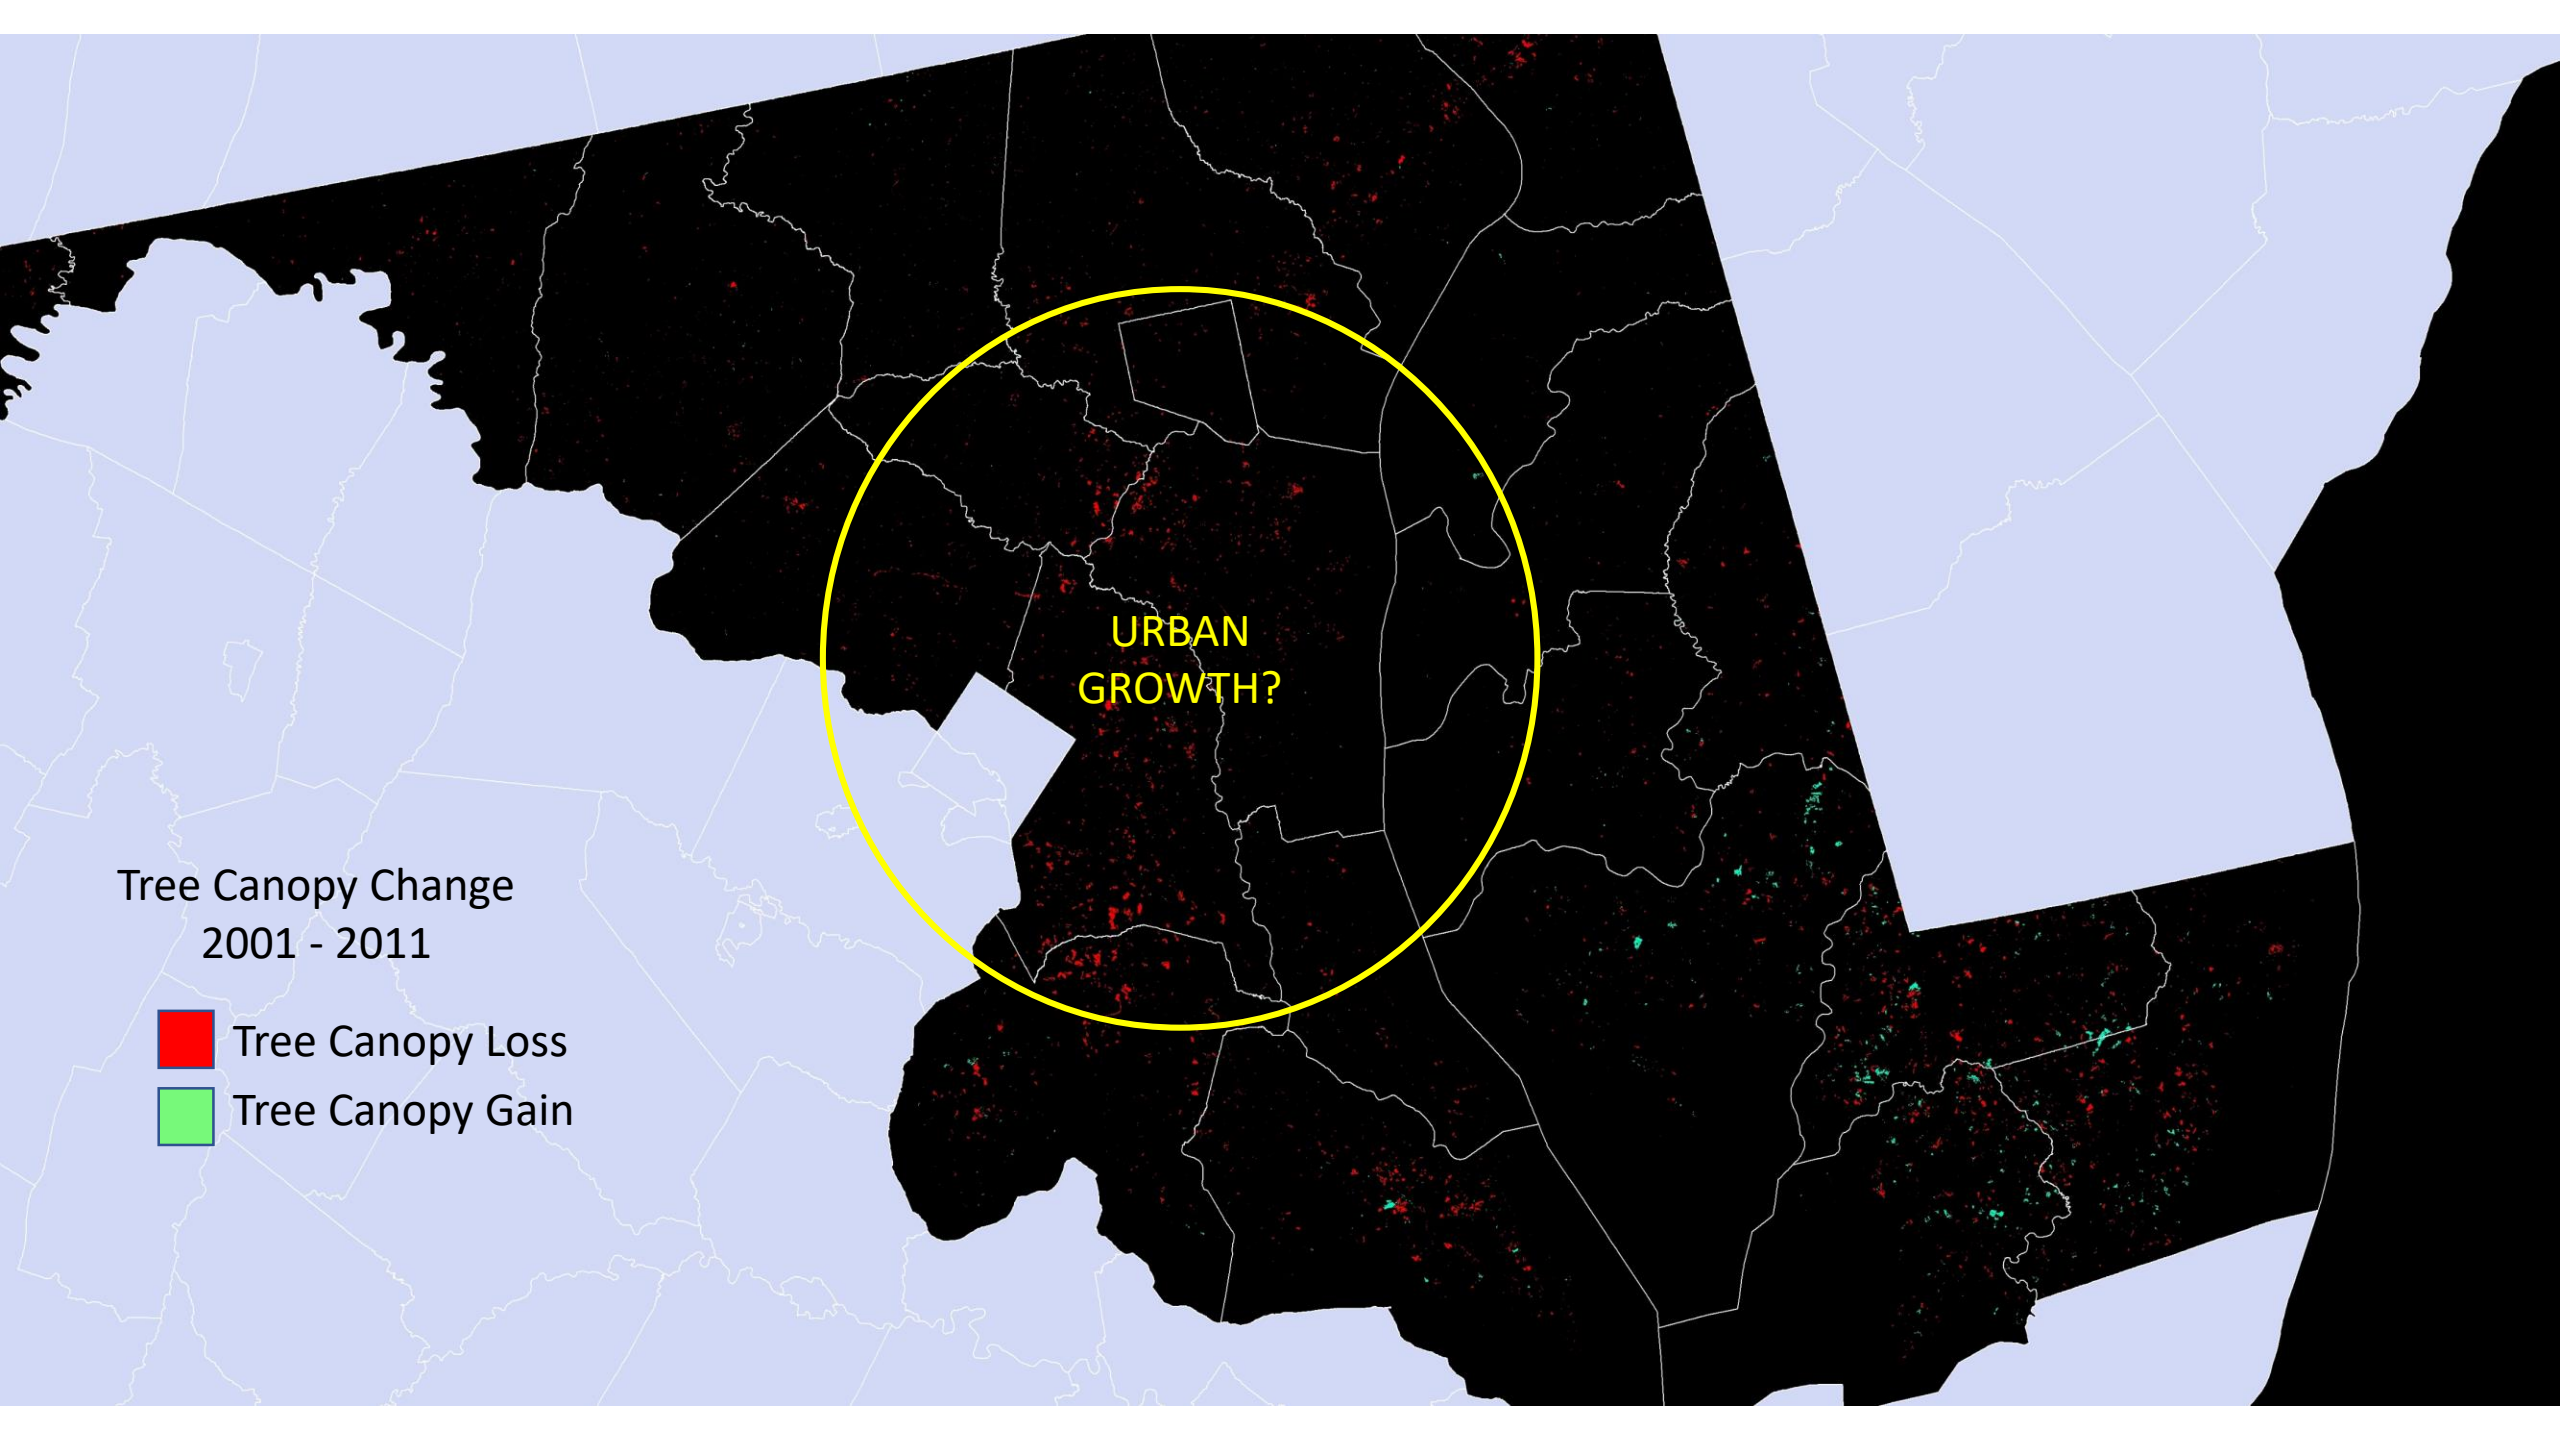 URBAN
GROWTH?
Tree Canopy Change
2001 - 2011
Tree Canopy Loss
Tree Canopy Gain